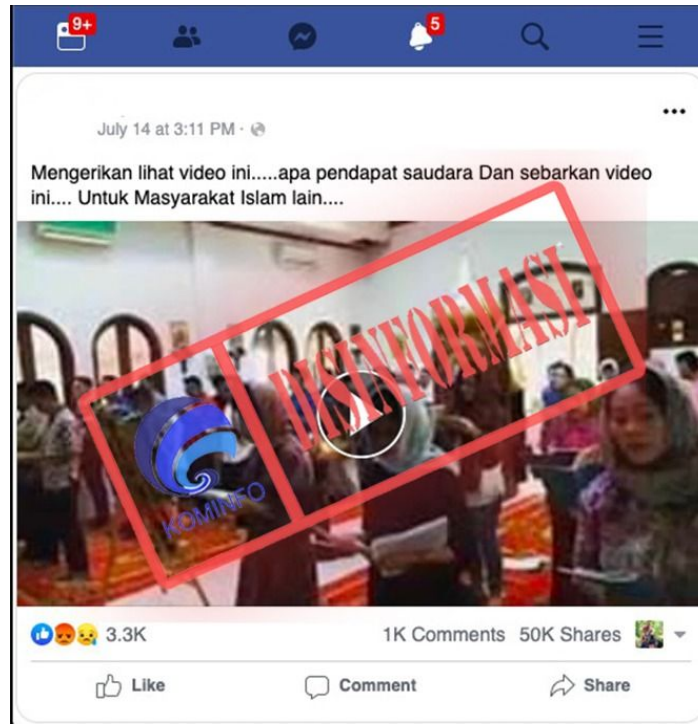 9+
5
July 14 at 3:11 PM ·
Mengerikan lihat video ini.....apa pendapat saudara Dan sebarkan video
ini.... Untuk Masyarakat Islam lain....
DISINFORMASI
KOMINFO
3.3K
1K Comments 50K Shares
Like
Comment
Share